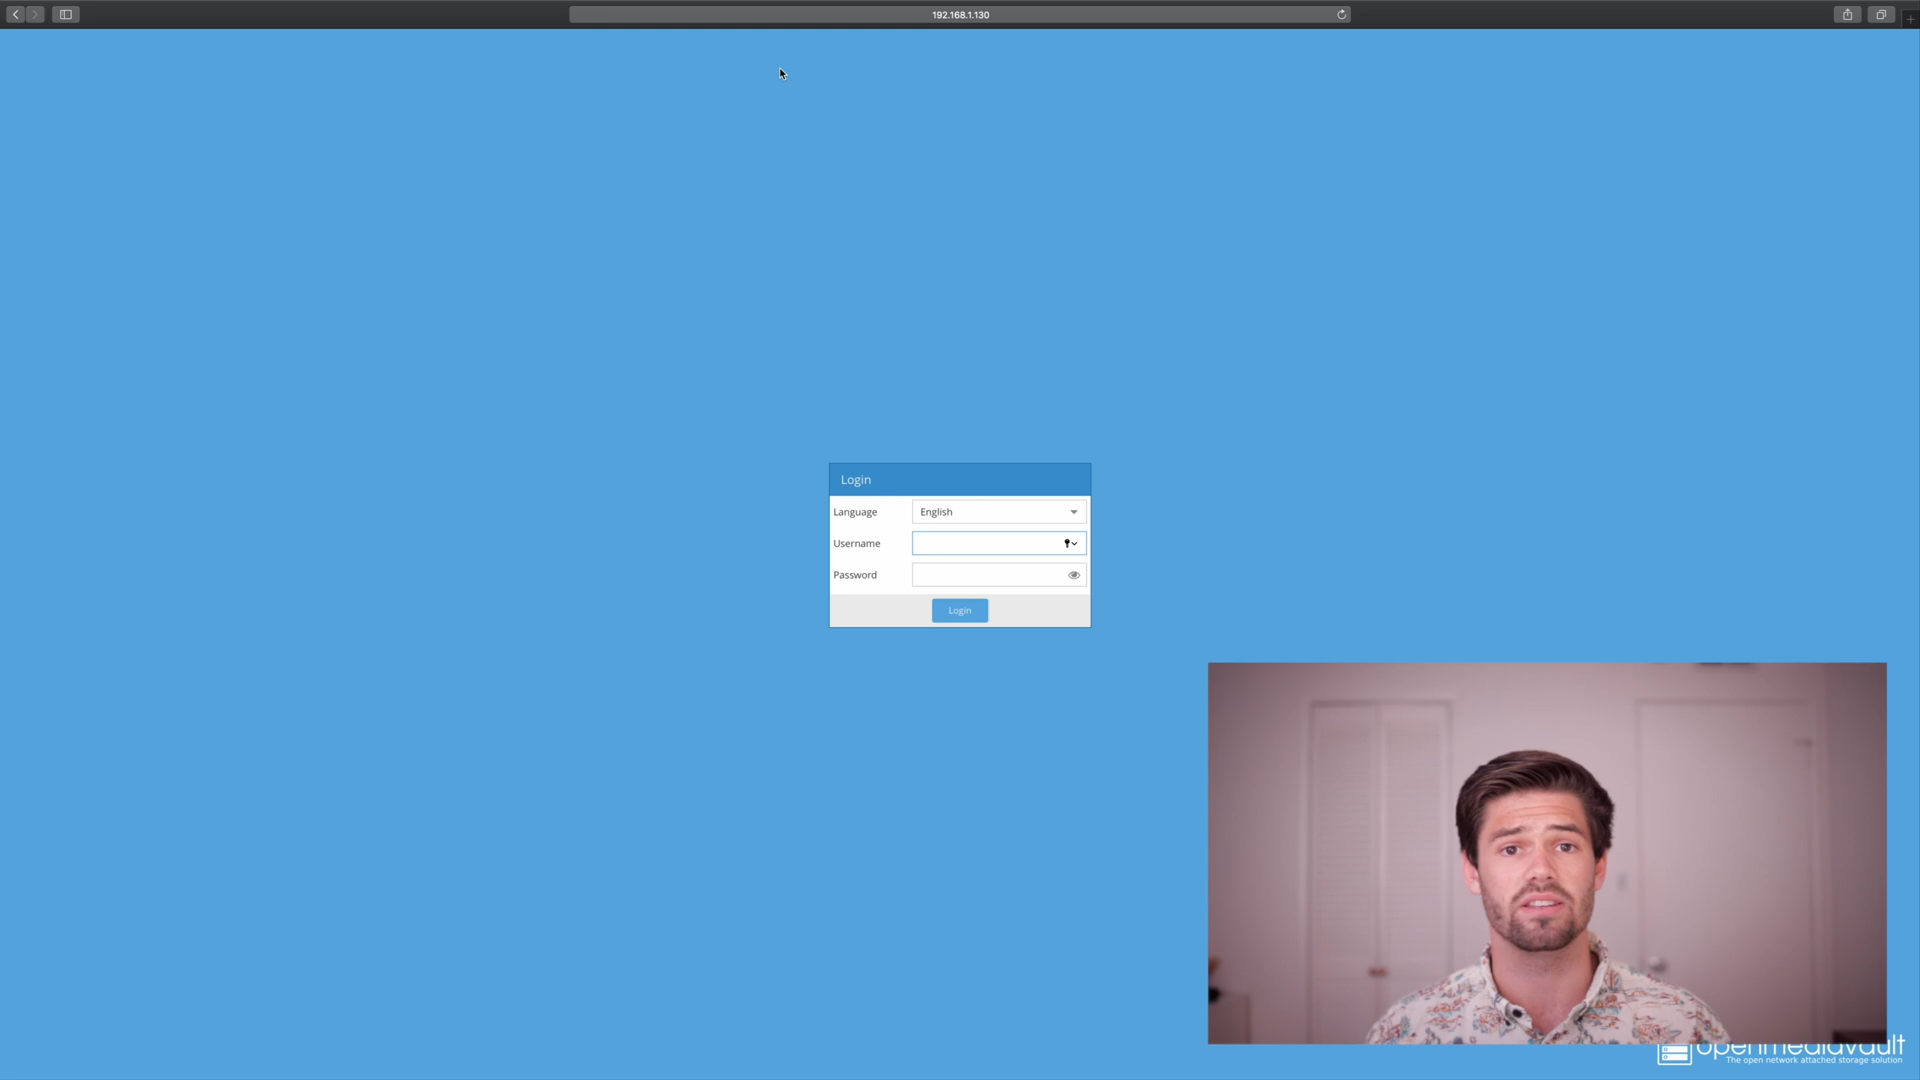 192.168.1.130
Login
Language English
Username
Password
Login
openmediavault
The open network attached storage solution